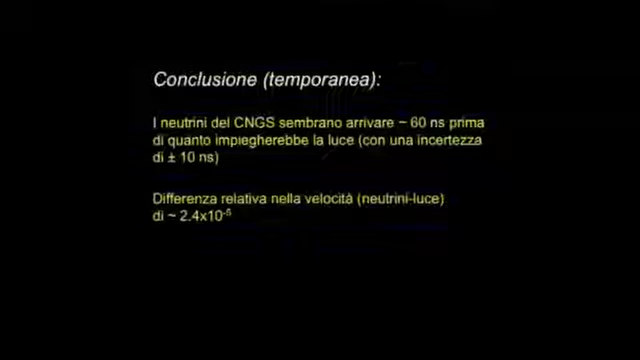 Conclusione (temporanea):
I neutrini del CNGS sembrano arrivare ~ 60 ns prima
di quanto impiegherebbe la luce (con una incertezza
di ± 10 ns)
Differenza relativa nella velocità (neutrini-luce)
di ~ 2.4x10⁻⁵